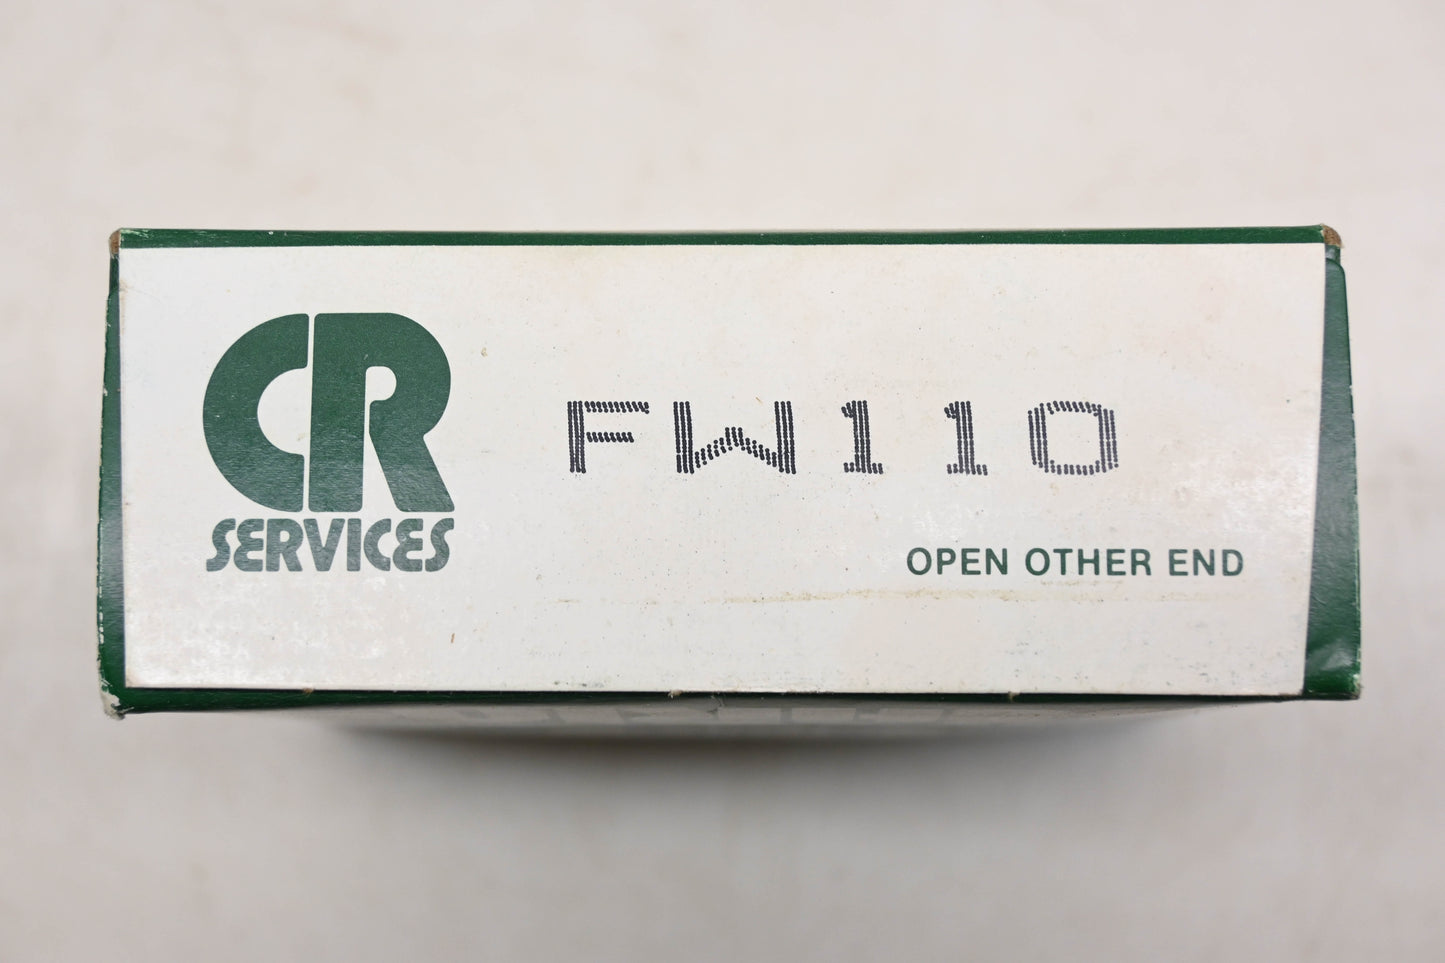 CR
SERVICES
FW110
OPEN OTHER END